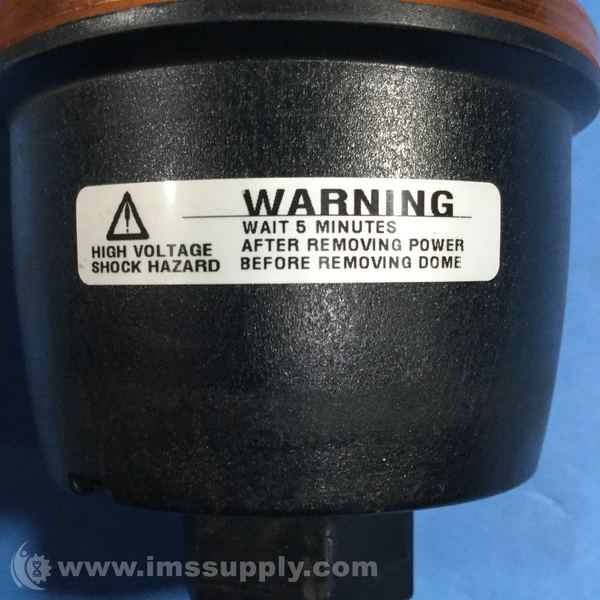 WARNING
WAIT 5 MINUTES
AFTER REMOVING POWER
BEFORE REMOVING DOME
HIGH VOLTAGE
SHOCK HAZARD
www.imssupply.com